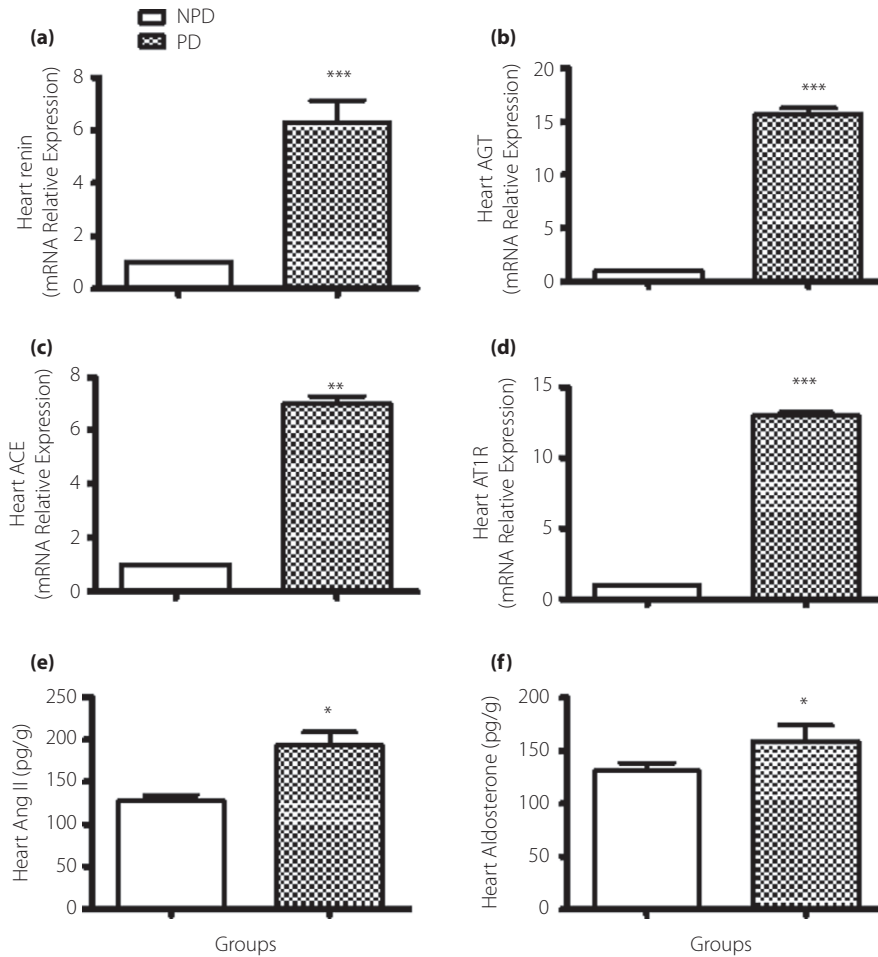 NPD
PD
(a)
Heart renin
(mRNA Relative Expression)
8
6
4
2
0
***
(b)
Heart AGT
(mRNA Relative Expression)
20
15
10
5
0
***
(c)
Heart ACE
(mRNA Relative Expression)
8
6
4
2
0
**
(d)
Heart AT1R
(mRNA Relative Expression)
15
10
5
0
***
(e)
Heart Ang II (pg/g)
250
200
150
100
50
0
*
Groups
(f)
Heart Aldosterone (pg/g)
200
150
100
50
0
*
Groups